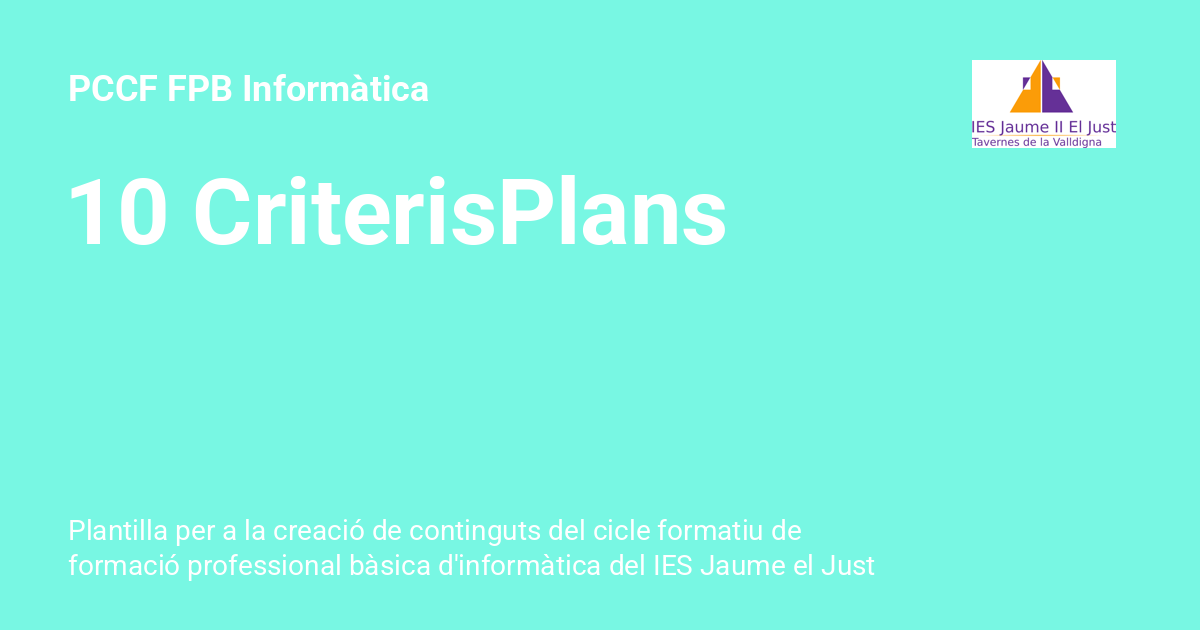 PCCF FPB Informàtica
IES Jaume II El Just
Tavernes de la Valldigna
10 CriterisPlans
Plantilla per a la creació de continguts del cicle formatiu de
formació professional bàsica d'informàtica del IES Jaume el Just